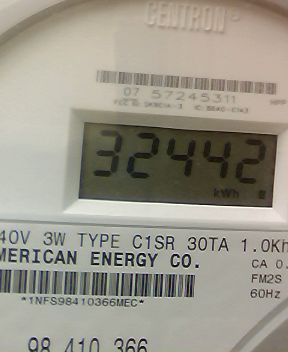 CENTRON®
07 57245311
32442
kWh
40V 3W TYPE C1SR 30TA 1.0Kh
MERICAN ENERGY CO.
CA 0.
FM2S
60Hz
*1NFS98410366MEC*
98 410 366